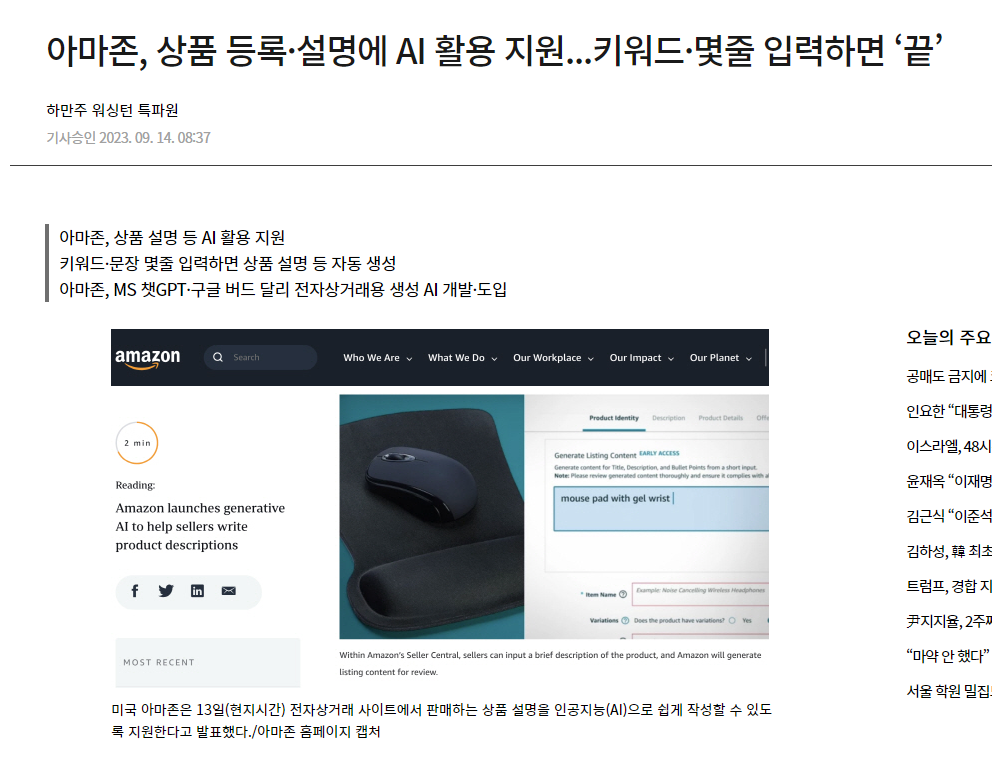 아마존, 상품 등록·설명에 AI 활용 지원...키워드·몇줄 입력하면 ‘끝’
하만주 워싱턴 특파원
기사승인 2023. 09. 14. 08:37
아마존, 상품 설명 등 AI 활용 지원
키워드·문장 몇줄 입력하면 상품 설명 등 자동 생성
아마존, MS 챗GPT·구글 버드 달리 전자상거래용 생성 AI 개발·도입
amazon
Search
Who We Are
What We Do
Our Workplace
Our Impact
Our Planet
2 min
Reading:
Amazon launches generative
AI to help sellers write
product descriptions
MOST RECENT
Product Identity Description Product Details Offe
Generate Listing Content EARLY ACCESS
Generate content for Title, Description, and Bullet Points from a short input.
Note: Please review generated content thoroughly and ensure it complies with a
mouse pad with gel wrist
* Item Name
Example: Noise Cancelling Wireless Headphones
Variations
Does the product have variations?
Yes
Within Amazon's Seller Central, sellers can input a brief description of the product, and Amazon will generate
listing content for review.
미국 아마존은 13일(현지시간) 전자상거래 사이트에서 판매하는 상품 설명을 인공지능(AI)으로 쉽게 작성할 수 있도
록 지원한다고 발표했다./아마존 홈페이지 캡처
오늘의 주요
공매도 금지에
인요한 “대통령
이스라엘, 48시
윤재옥 “이재명
김근식 “이준석
김하성, 韓 최초
트럼프, 경합 지
尹지지율, 2주째
“마약 안 했다”
서울 학원 밀집